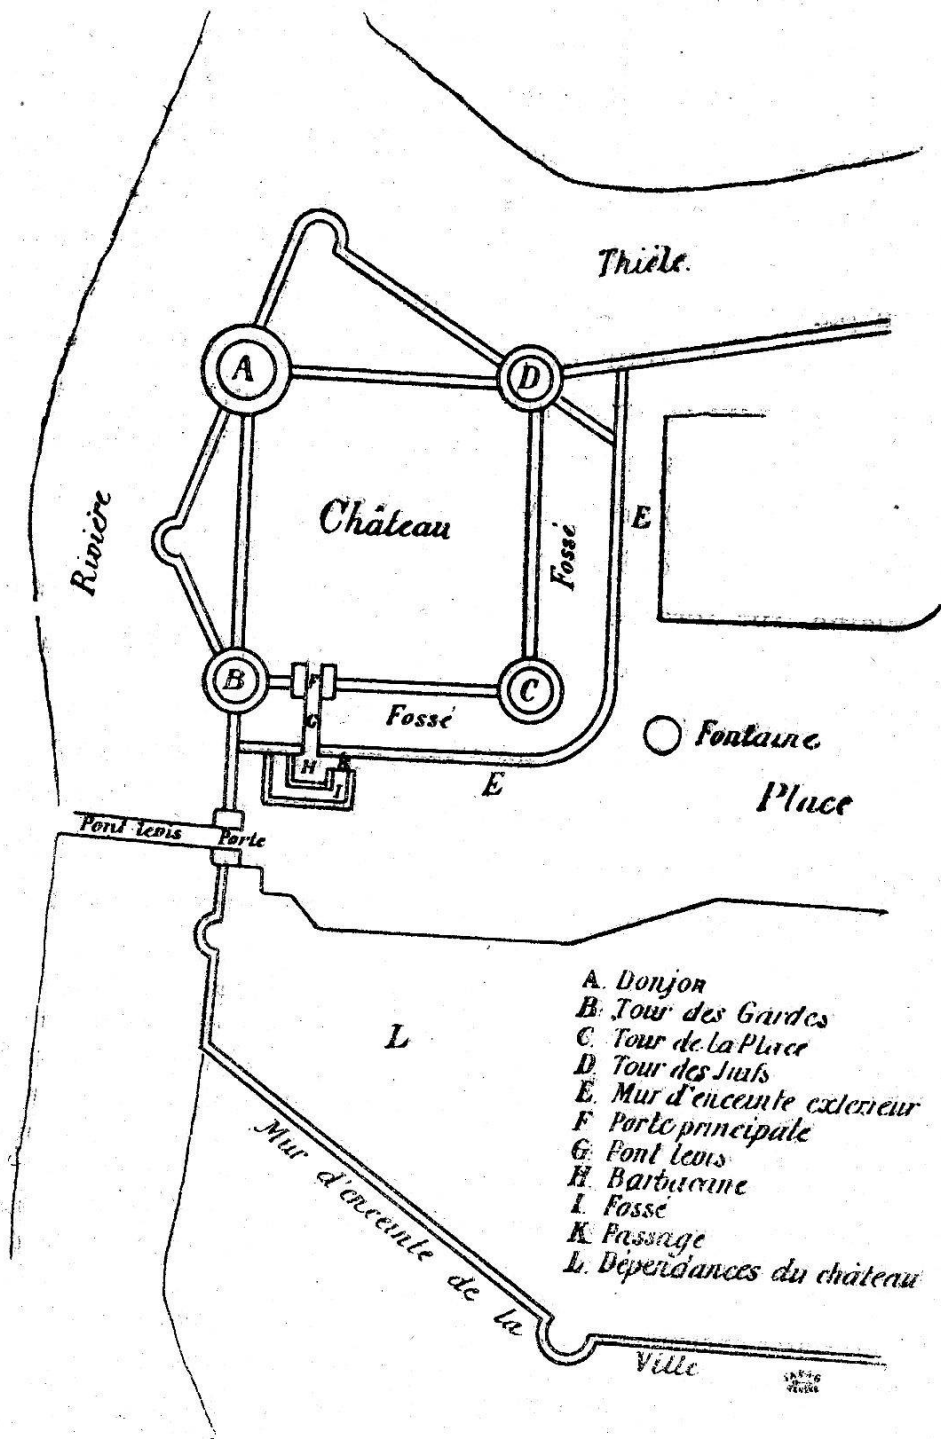 Thièle.
A
D
Rivière
Château
Fossé
E
B
F
C
G
Fossé
Fontaine
H
K
I
E
Place
Pont levis
Porte
L
A. Donjon
B. Tour des Gardes
C. Tour de La Place
D. Tour des Juifs
E. Mur d'enceinte exterieur
F Porte principale
G. Pont levis
H. Barbacane
I. Fossé
K. Passage
L. Dépendances du château
Mur d'enceinte de la Ville